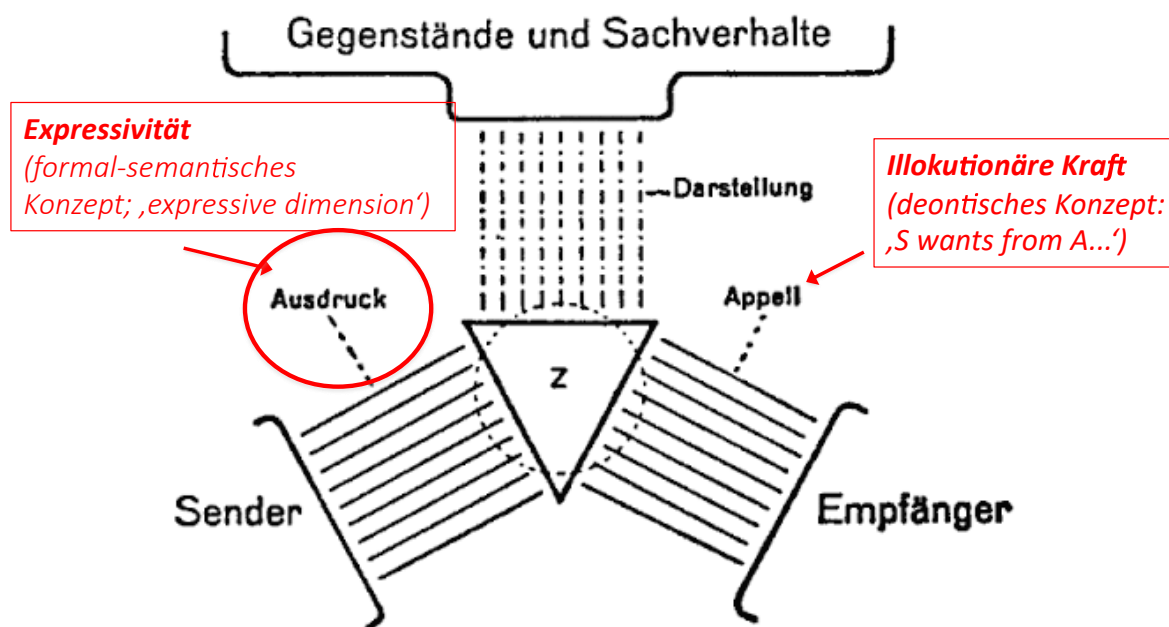 Gegenstände und Sachverhalte
Expressivität
(formal-semantisches
Konzept; ‚expressive dimension‘)
Illokutionäre Kraft
(deontisches Konzept:
‚S wants from A...‘)
Darstellung
Ausdruck
Appell
Z
Sender
Empfänger